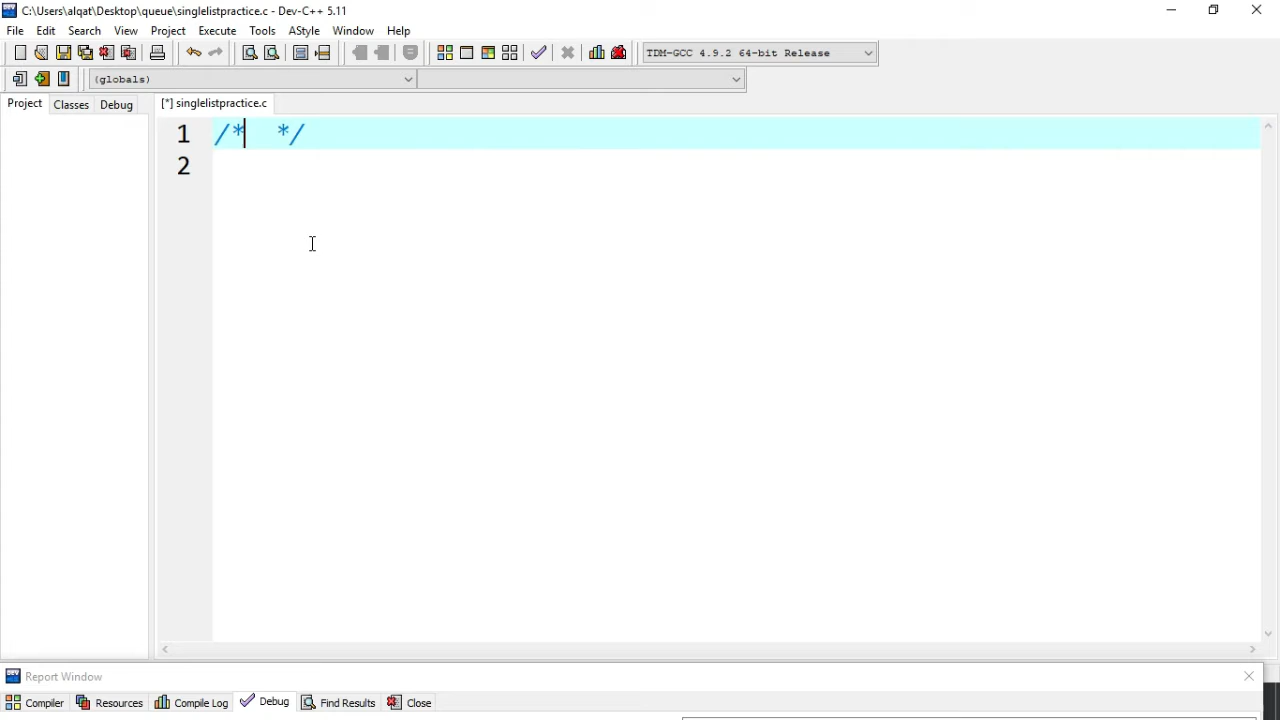 C:\Users\alqat\Desktop\queue\singlelistpractice.c - Dev-C++ 5.11
File Edit Search View Project Execute Tools AStyle Window Help
TDM-GCC 4.9.2 64-bit Release
(globals)
Project Classes Debug [*] singlelistpractice.c
1 /* */
2
Report Window
Compiler Resources Compile Log Debug Find Results Close